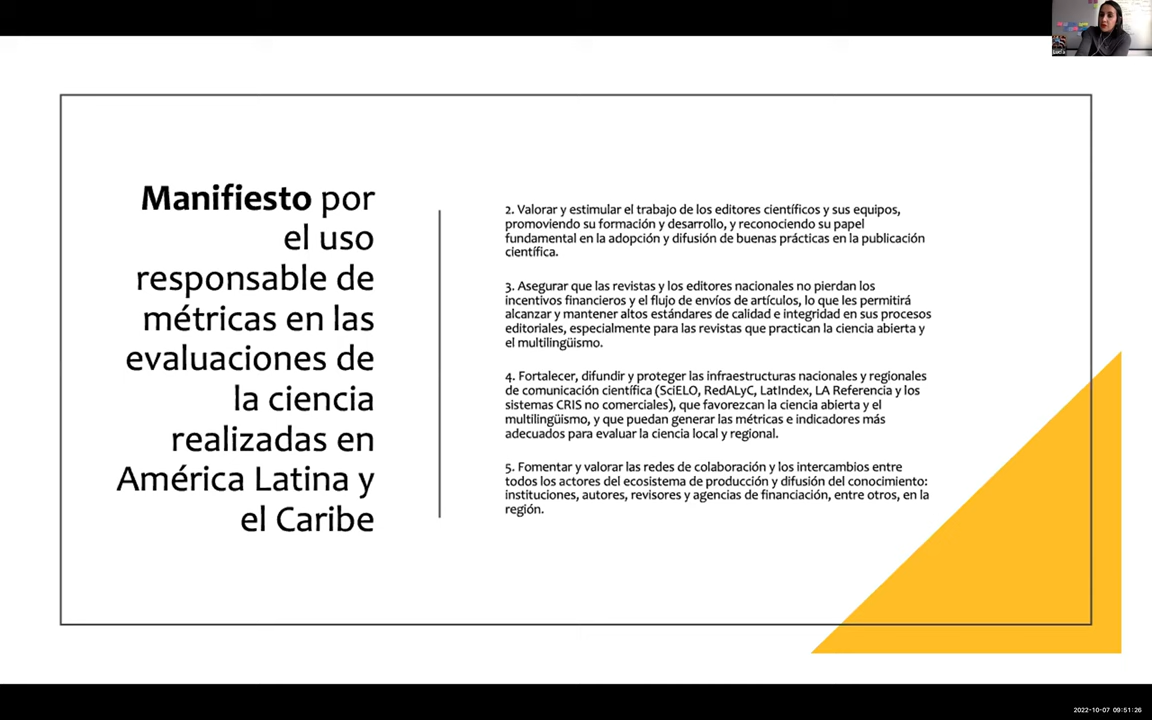 Manifiesto por
el uso
responsable de
métricas en las
evaluaciones de
la ciencia
realizadas en
América Latina y
el Caribe
2. Valorar y estimular el trabajo de los editores científicos y sus equipos,
promoviendo su formación y desarrollo, y reconociendo su papel
fundamental en la adopción y difusión de buenas prácticas en la publicación
científica.
3. Asegurar que las revistas y los editores nacionales no pierdan los
incentivos financieros y el flujo de envíos de artículos, lo que les permitirá
alcanzar y mantener altos estándares de calidad e integridad en sus procesos
editoriales, especialmente para las revistas que practican la ciencia abierta y
el multilingüismo.
4. Fortalecer, difundir y proteger las infraestructuras nacionales y regionales
de comunicación científica (SciELO, RedALyC, LatIndex, LA Referencia y los
sistemas CRIS no comerciales), que favorezcan la ciencia abierta y el
multilingüismo, y que puedan generar las métricas e indicadores más
adecuados para evaluar la ciencia local y regional.
5. Fomentar y valorar las redes de colaboración y los intercambios entre
todos los actores del ecosistema de producción y difusión del conocimiento:
instituciones, autores, revisores y agencias de financiación, entre otros, en la
región.
2022-10-07 09:51:26